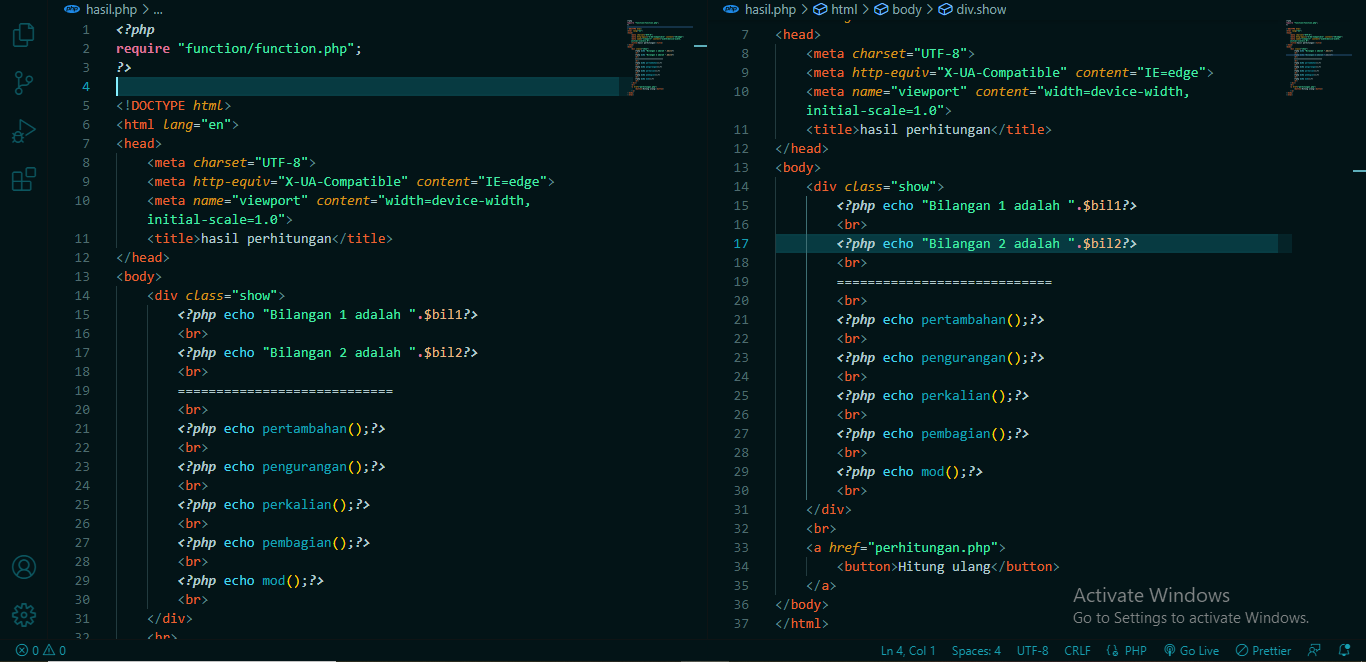 hasil.php > ...
1 <?php
2 require "function/function.php";
3 ?>
4
5 <!DOCTYPE html>
6 <html lang="en">
7 <head>
8 <meta charset="UTF-8">
9 <meta http-equiv="X-UA-Compatible" content="IE=edge">
10 <meta name="viewport" content="width=device-width,
initial-scale=1.0">
11 <title>hasil perhitungan</title>
12 </head>
13 <body>
14 <div class="show">
15 <?php echo "Bilangan 1 adalah ".$bil1?>
16 <br>
17 <?php echo "Bilangan 2 adalah ".$bil2?>
18 <br>
19 ============================
20 <br>
21 <?php echo pertambahan();?>
22 <br>
23 <?php echo pengurangan();?>
24 <br>
25 <?php echo perkalian();?>
26 <br>
27 <?php echo pembagian();?>
28 <br>
29 <?php echo mod();?>
30 <br>
31 </div>
32 <br>
hasil.php > html > body > div.show
7 <head>
8 <meta charset="UTF-8">
9 <meta http-equiv="X-UA-Compatible" content="IE=edge">
10 <meta name="viewport" content="width=device-width,
initial-scale=1.0">
11 <title>hasil perhitungan</title>
12 </head>
13 <body>
14 <div class="show">
15 <?php echo "Bilangan 1 adalah ".$bil1?>
16 <br>
17 <?php echo "Bilangan 2 adalah ".$bil2?>
18 <br>
19 ============================
20 <br>
21 <?php echo pertambahan();?>
22 <br>
23 <?php echo pengurangan();?>
24 <br>
25 <?php echo perkalian();?>
26 <br>
27 <?php echo pembagian();?>
28 <br>
29 <?php echo mod();?>
30 <br>
31 </div>
32 <br>
33 <a href="perhitungan.php">
34 <button>Hitung ulang</button>
35 </a>
36 </body>
37 </html>
Activate Windows
Go to Settings to activate Windows.
0 0 Ln 4, Col 1 Spaces: 4 UTF-8 CRLF PHP Go Live Prettier